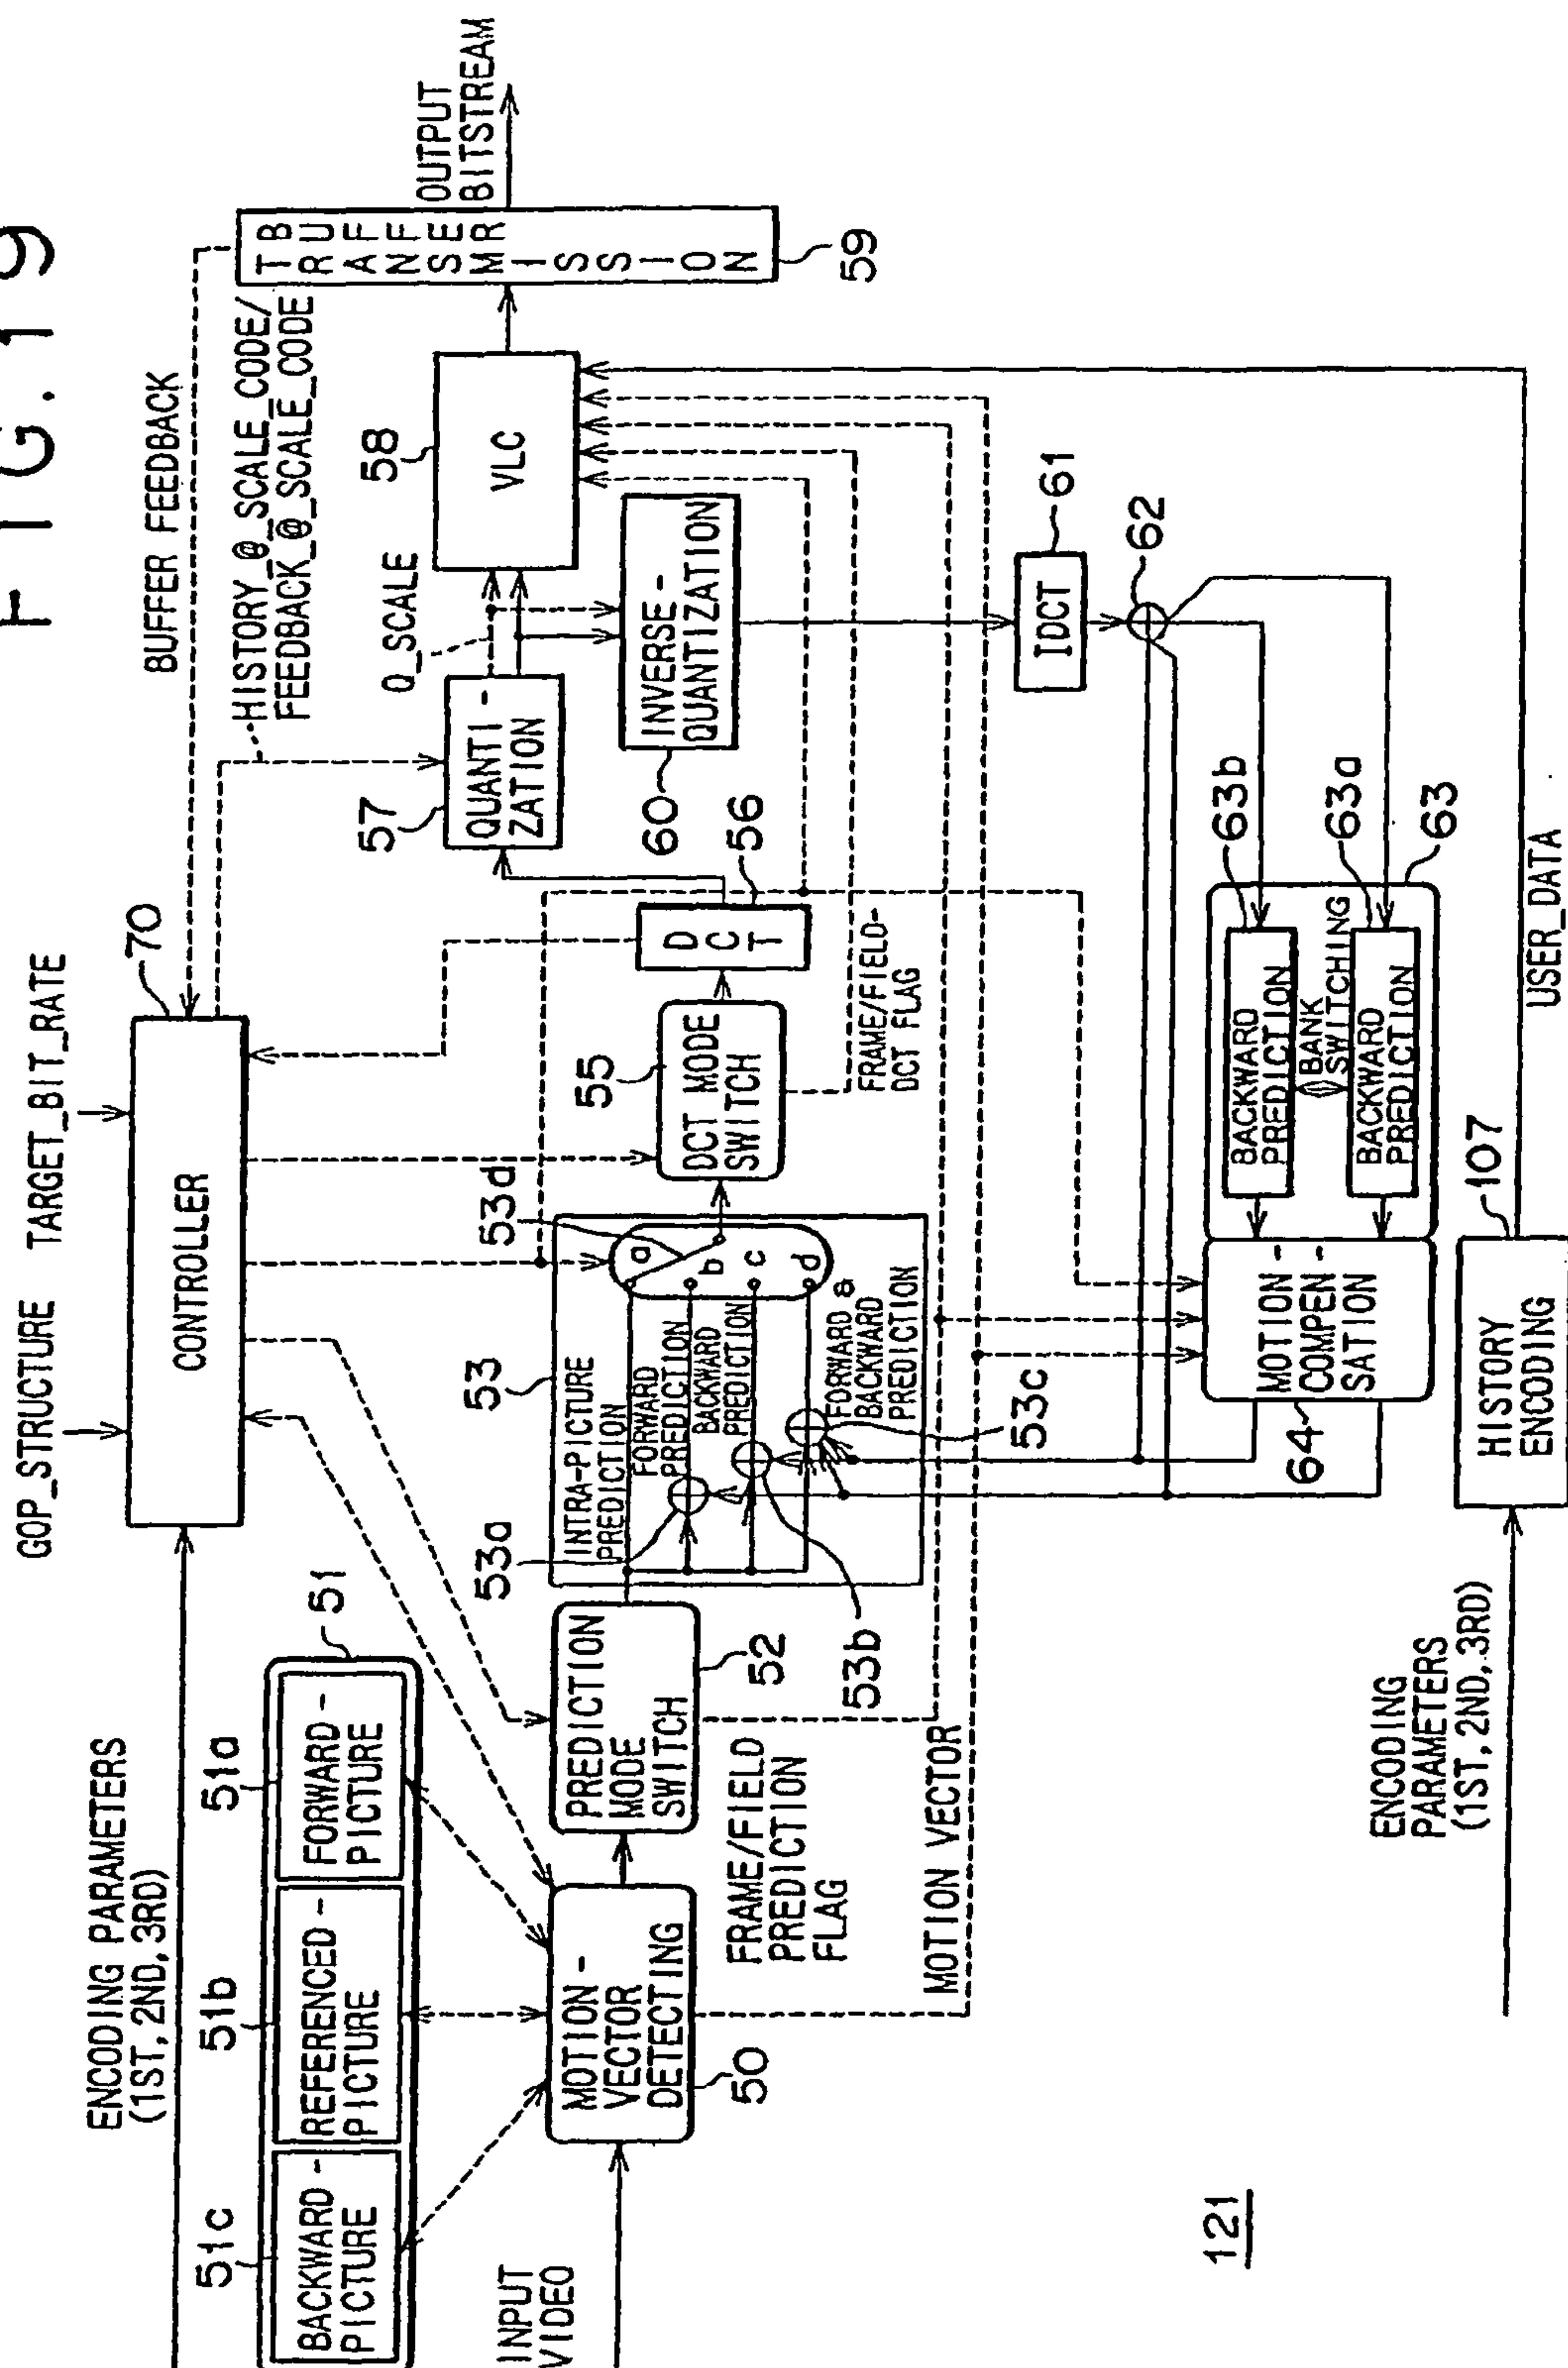 FIG. 19
GOP_STRUCTURE
TARGET_BIT_RATE
70
CONTROLLER
BUFFER FEEDBACK
HISTORY_@_SCALE_CODE/
FEEDBACK_@_SCALE_CODE
ENCODING PARAMETERS
(1ST, 2ND, 3RD)
51
51c
51b
51a
BACKWARD-
PICTURE
REFERENCED-
PICTURE
FORWARD-
PICTURE
INPUT
VIDEO
MOTION-
VECTOR
DETECTING
50
PREDICTION
MODE
SWITCH
52
FRAME/FIELD
PREDICTION
FLAG
MOTION VECTOR
53
53a
53b
53c
53d
INTRA-PICTURE
PREDICTION
FORWARD
PREDICTION
BACKWARD
PREDICTION
FORWARD &
BACKWARD
PREDICTION
a
b
c
d
55
DCT MODE
SWITCH
FRAME/FIELD-
DCT FLAG
DCT
56
57
QUANTI-
ZATION
Q_SCALE
58
VLC
60
INVERSE-
QUANTIZATION
TRANSMISSION
BUFFER
59
OUTPUT
BITSTREAM
IDCT
61
62
63b
63a
63
BACKWARD
PREDICTION
BANK
SWITCHING
BACKWARD
PREDICTION
MOTION-
COMPEN-
SATION
64
107
HISTORY
ENCODING
USER_DATA
ENCODING
PARAMETERS
(1ST, 2ND, 3RD)
121